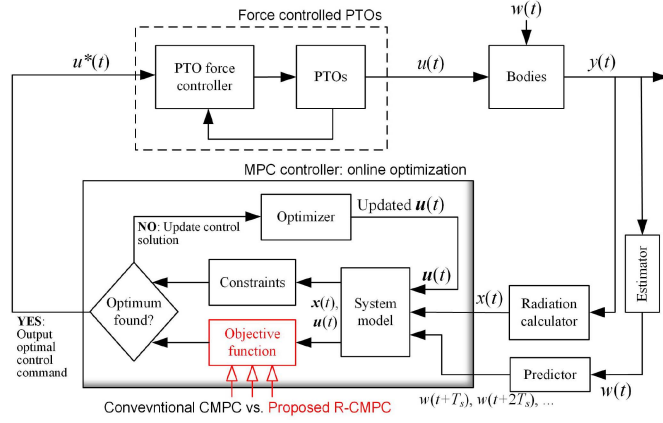 Force controlled PTOs
w(t)
u*(t)
PTO force
controller
PTOs
u(t)
Bodies
y(t)
MPC controller: online optimization
NO: Update control
solution
Optimizer
Updated u(t)
u(t)
Estimator
Optimum
found?
Constraints
x(t),
u(t)
System
model
x(t)
Radiation
calculator
Objective
function
YES:
Output
optimal
control
command
Predictor
w(t)
w(t+Ts), w(t+2Ts), ...
Convevntional CMPC vs. Proposed R-CMPC